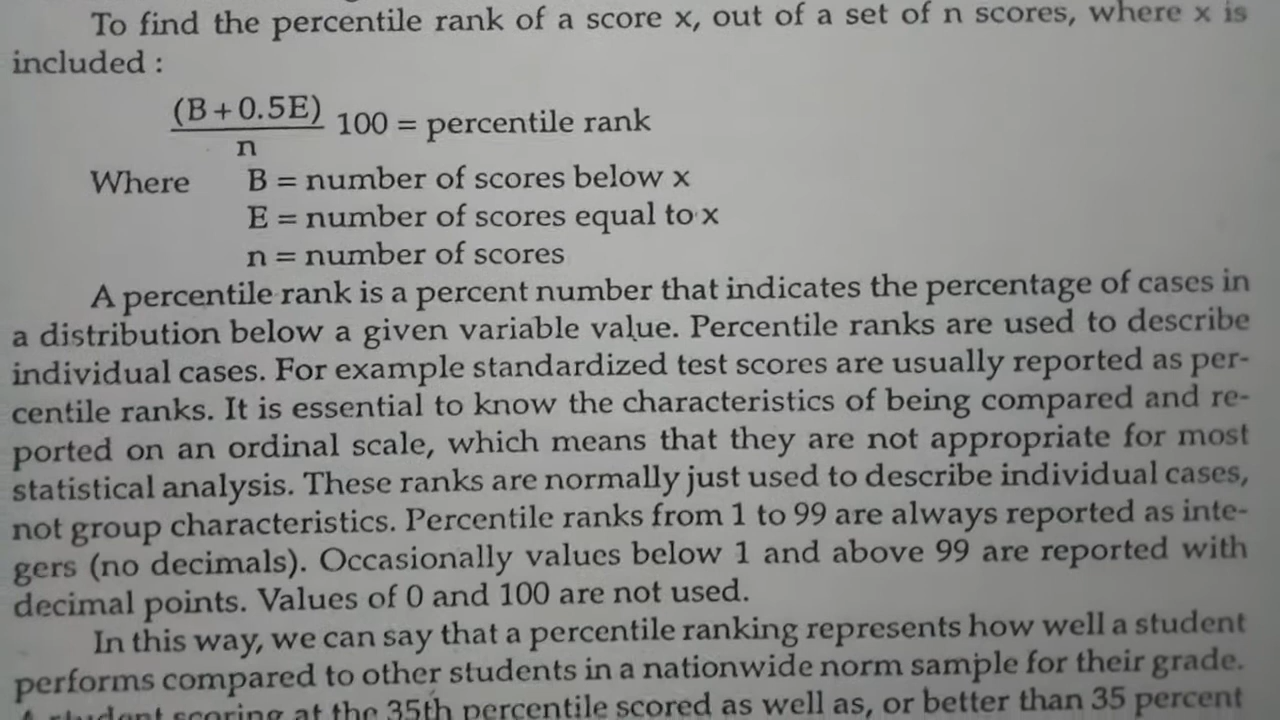 To find the percentile rank of a score x, out of a set of n scores, where x is
included :
(B+0.5E)
n
100 = percentile rank
Where B = number of scores below x
E = number of scores equal to x
n = number of scores
A percentile rank is a percent number that indicates the percentage of cases in
a distribution below a given variable value. Percentile ranks are used to describe
individual cases. For example standardized test scores are usually reported as per-
centile ranks. It is essential to know the characteristics of being compared and re-
ported on an ordinal scale, which means that they are not appropriate for most
statistical analysis. These ranks are normally just used to describe individual cases,
not group characteristics. Percentile ranks from 1 to 99 are always reported as inte-
gers (no decimals). Occasionally values below 1 and above 99 are reported with
decimal points. Values of 0 and 100 are not used.
In this way, we can say that a percentile ranking represents how well a student
performs compared to other students in a nationwide norm sample for their grade.
A student scoring at the 35th percentile scored as well as, or better than 35 percent